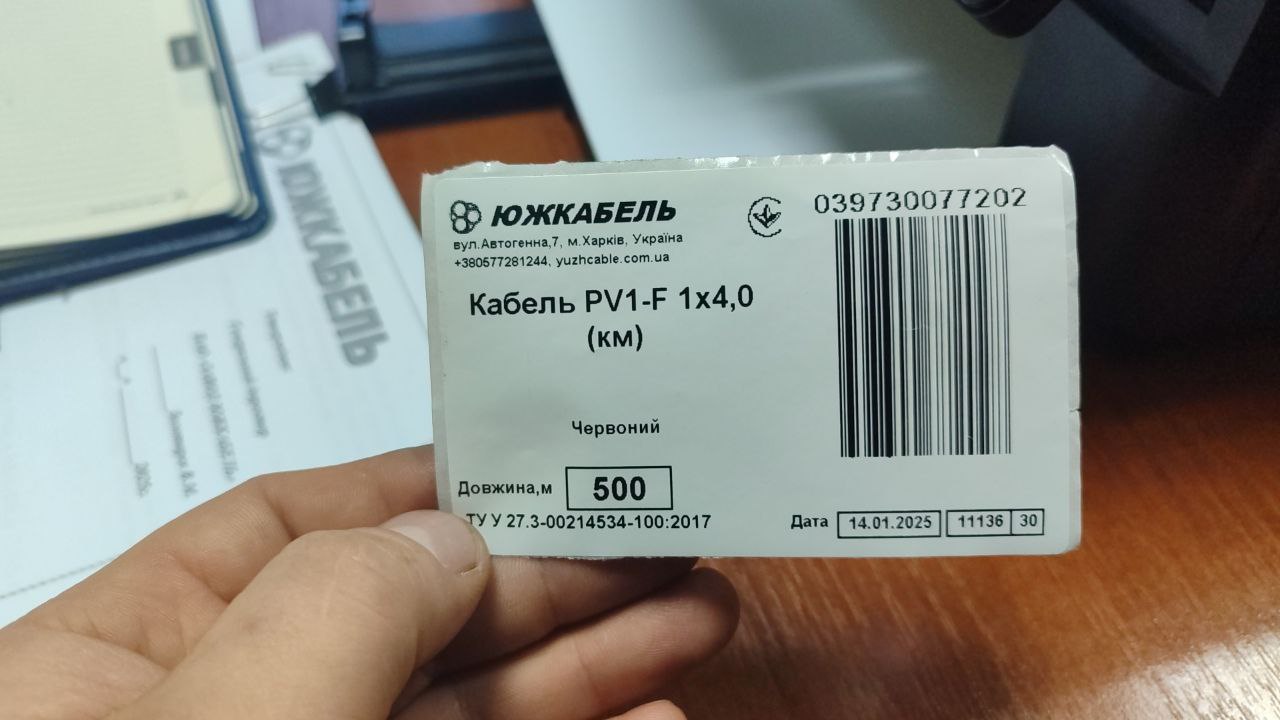 ЮЖКАБЕЛЬ
039730077202
вул.Автогенна,7, м.Харків, Україна
+380577281244, yuzhcable.com.ua
Кабель PV1-F 1x4,0
(км)
Червоний
Довжина,м 500
ТУ У 27.3-00214534-100:2017
Дата 14.01.2025 11136 30
ЮЖКАБЕЛЬ